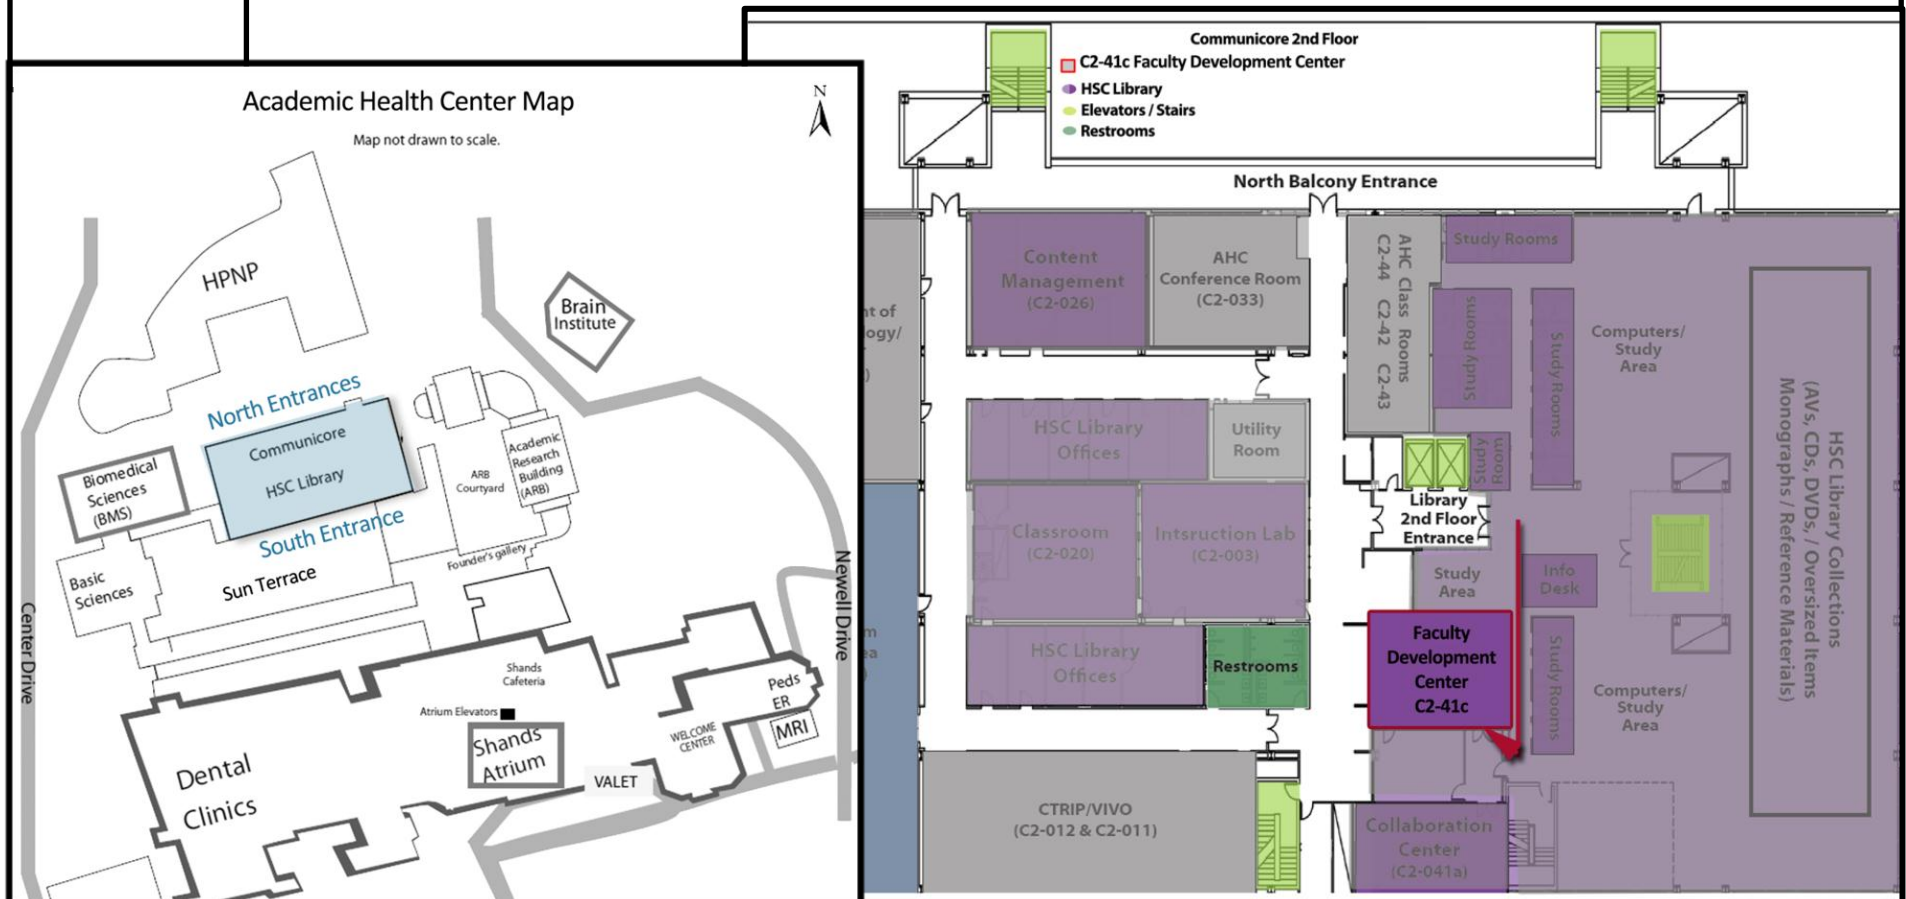 Academic Health Center Map
Map not drawn to scale.
N
HPNP
Brain
Institute
North Entrances
Communicore
HSC Library
South Entrance
Biomedical
Sciences
(BMS)
Basic
Sciences
Sun Terrace
ARB
Courtyard
Academic
Research
Building
(ARB)
Founder's gallery
Center Drive
Newell Drive
Shands
Cafeteria
Atrium Elevators
Shands
Atrium
WELCOME
CENTER
Peds
ER
MRI
VALET
Dental
Clinics
Communicore 2nd Floor
C2-41c Faculty Development Center
HSC Library
Elevators / Stairs
Restrooms
North Balcony Entrance
nt of
ogy/
)
m
ea
Content
Management
(C2-026)
AHC
Conference Room
(C2-033)
AHC Class Rooms
C2-44 C2-42 C2-43
Study Rooms
Study Rooms
Study Rooms
Computers/
Study
Area
HSC Library Offices
Utility
Room
Study
Room
Library
2nd Floor
Entrance
Classroom
(C2-020)
Intsruction Lab
(C2-003)
Study
Area
Info
Desk
HSC Library
Offices
Restrooms
Faculty
Development
Center
C2-41c
Study Rooms
Computers/
Study
Area
HSC Library Collections
(AVs, CDs, DVDs, / Oversized Items
Monographs / Reference Materials)
CTRIP/VIVO
(C2-012 & C2-011)
Collaboration
Center
(C2-041a)